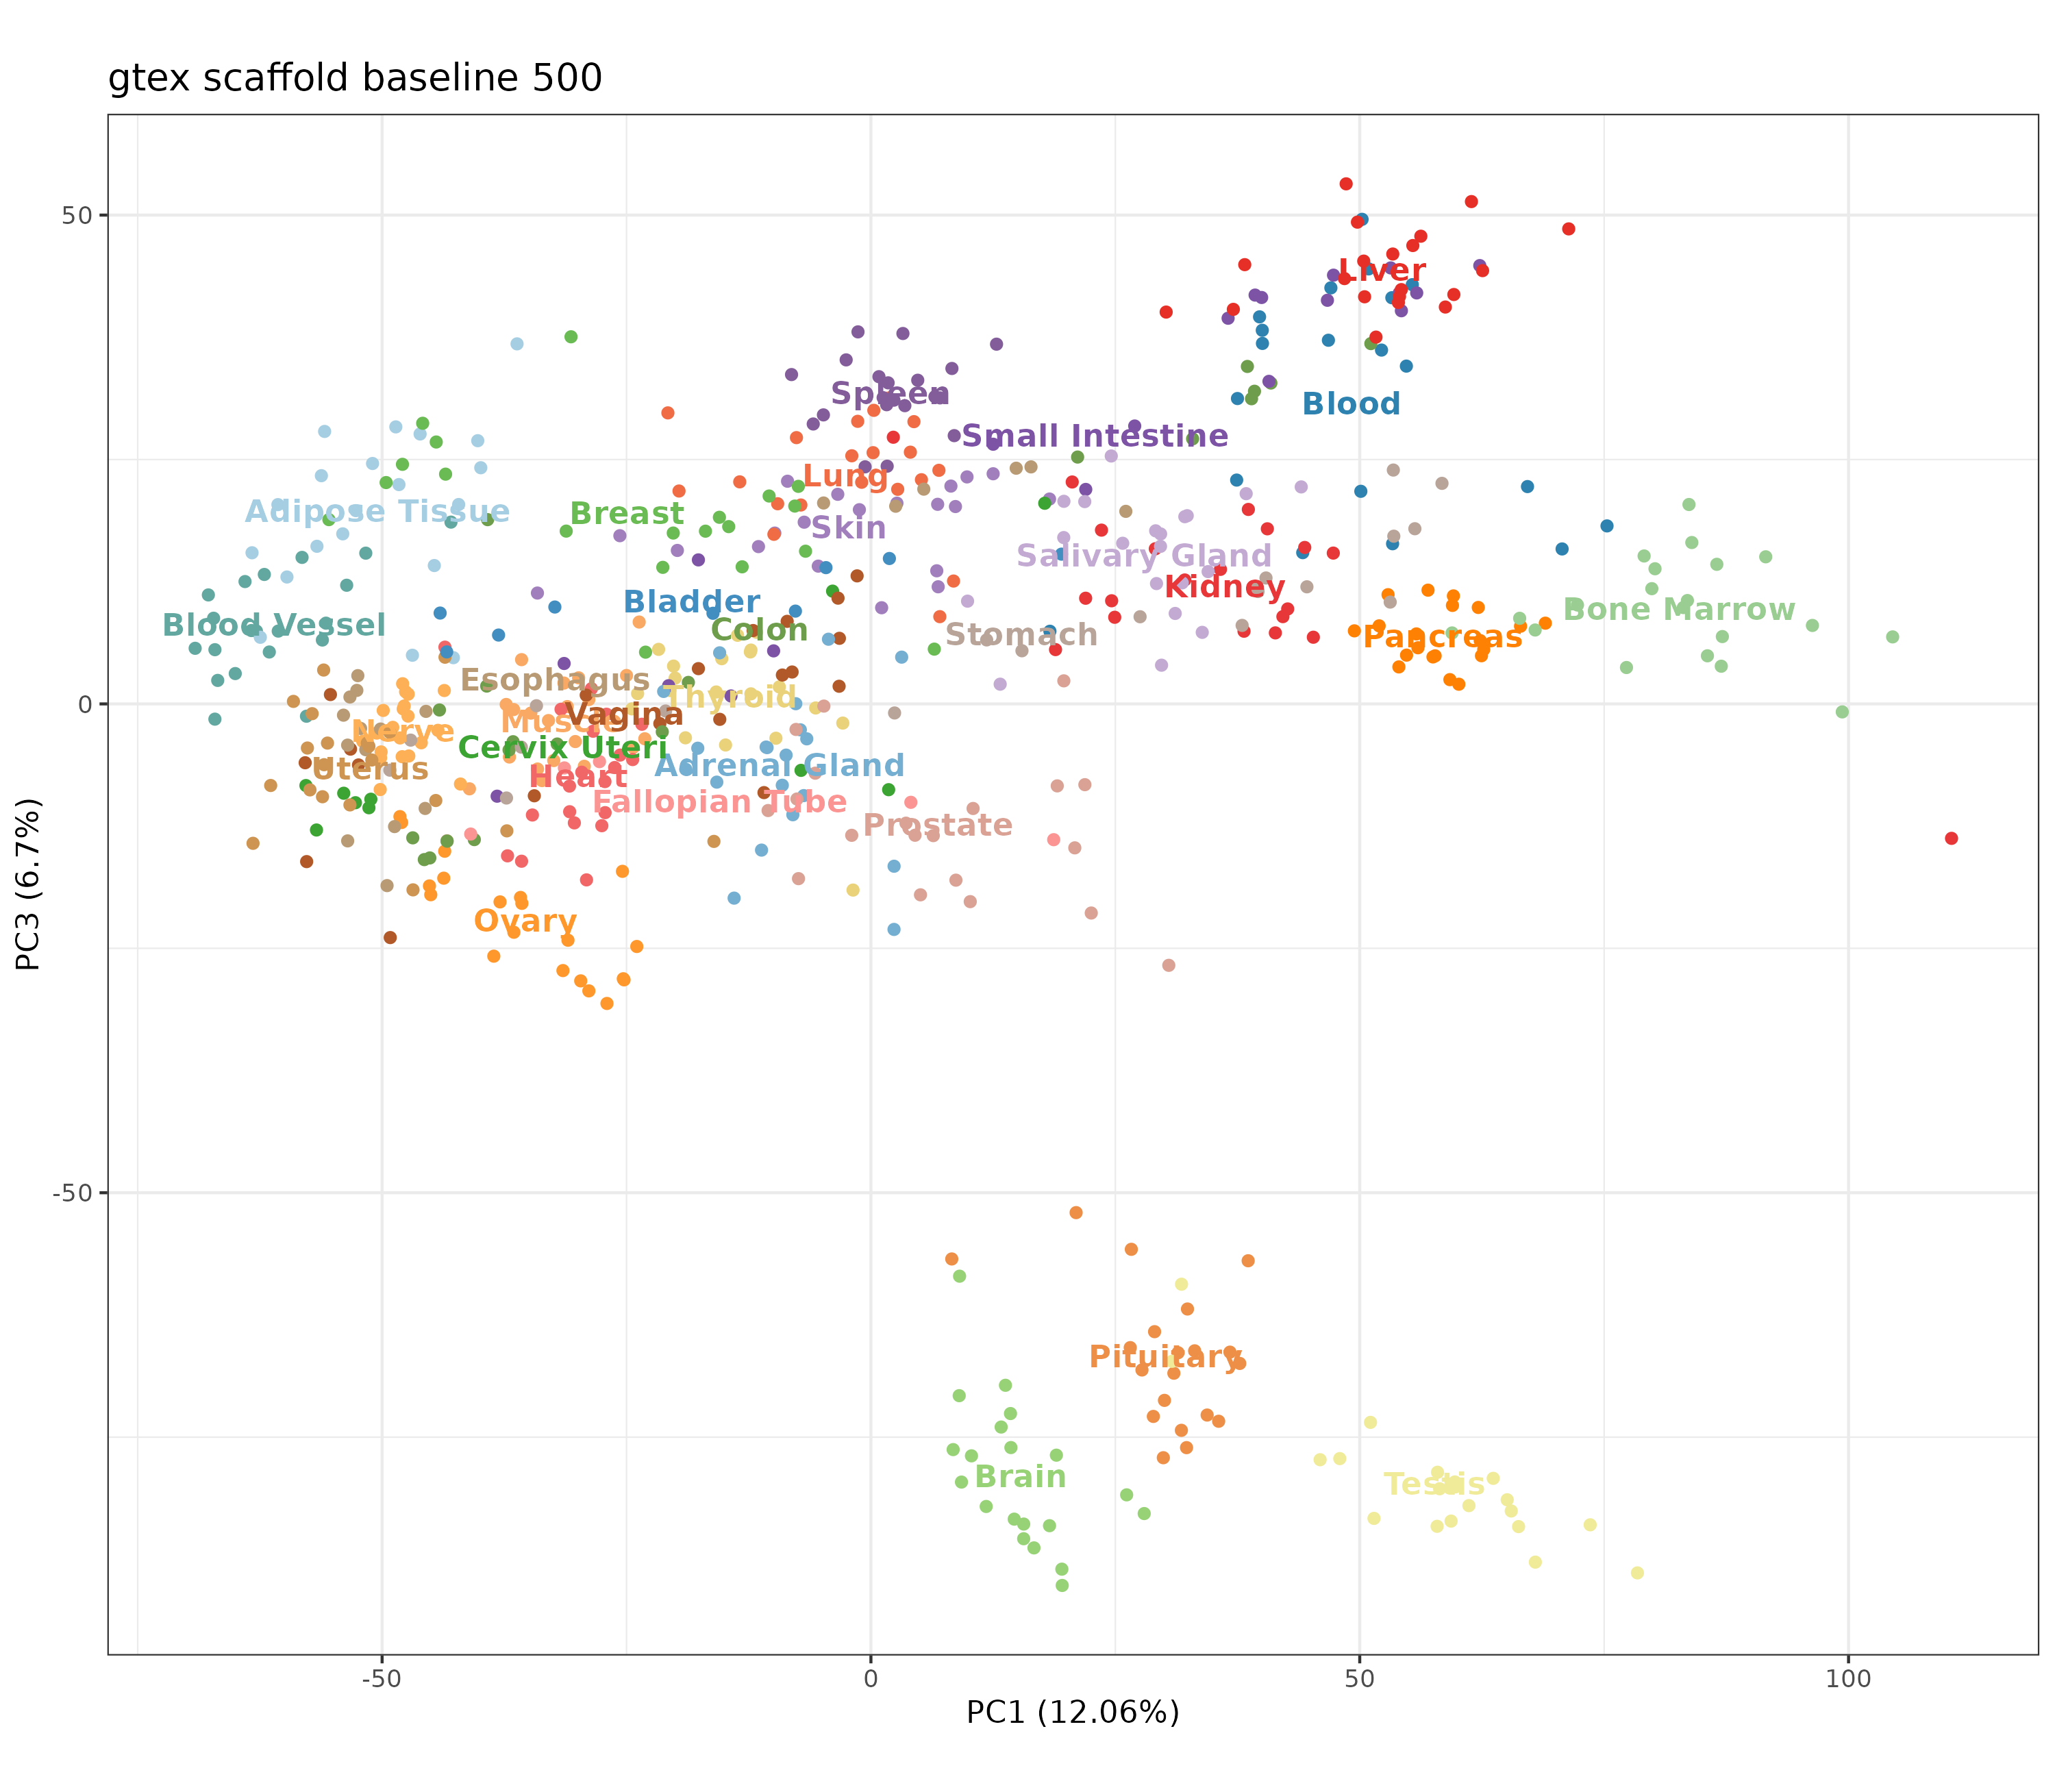 gtex scaffold baseline 500
50
0
-50
PC3 (6.7%)
Liver
Spleen
Blood
Small Intestine
Lung
Adipose Tissue
Breast
Skin
Salivary Gland
Kidney
Bladder
Bone Marrow
Blood Vessel
Colon
Stomach
Pancreas
Esophagus
Thyroid
Vagina
Muscle
Nerve
Cervix Uteri
Uterus
Heart
Adrenal Gland
Fallopian Tube
Prostate
Ovary
Pituitary
Brain
Testis
-50
0
50
100
PC1 (12.06%)